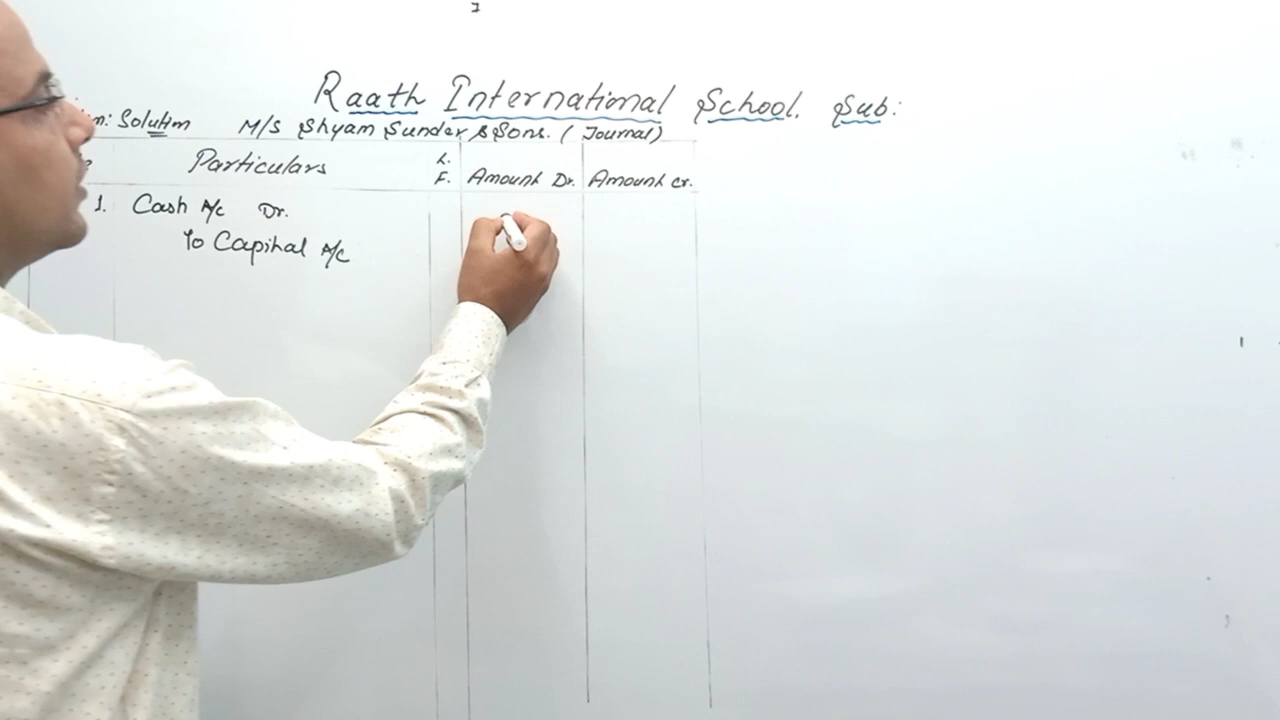 Raath International School. Sub:
n: Solution M/S Shyam Sunder & Sons. (Journal)
Particulars L. F. Amount Dr. Amount Cr.
1. Cash A/c Dr.
To Capital A/c